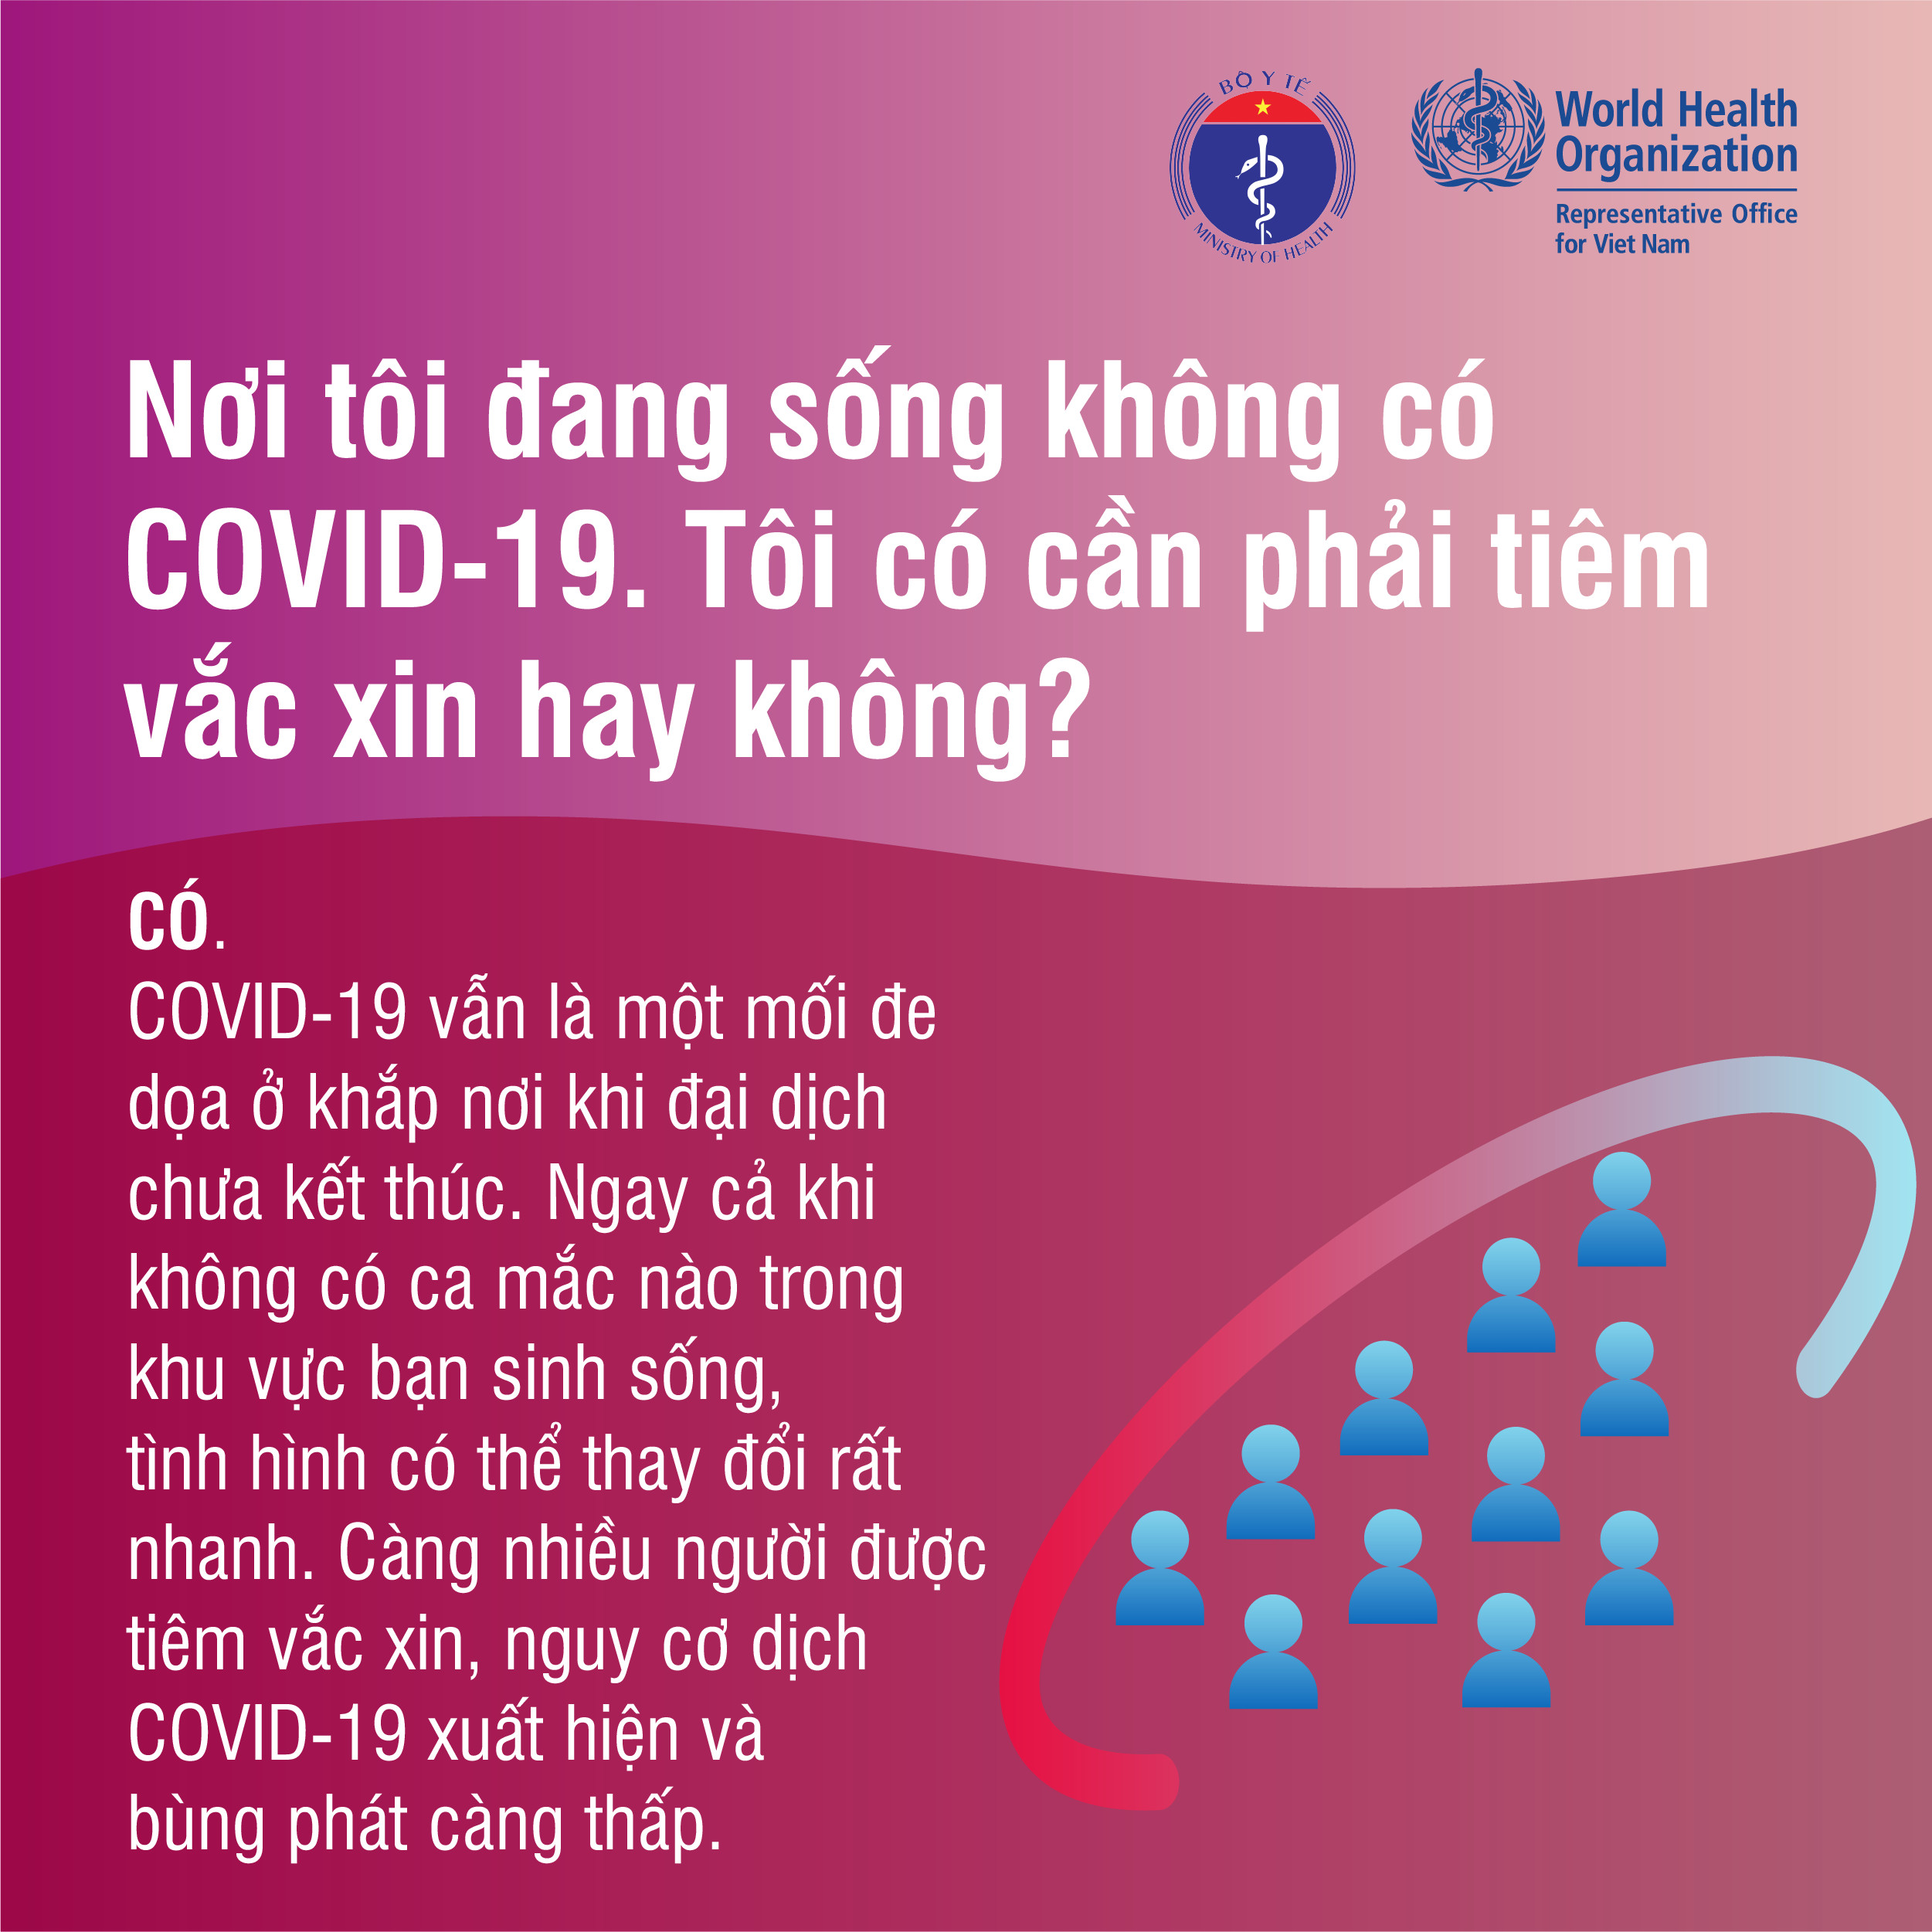 BỘ Y TẾ
MINISTRY OF HEALTH
World Health
Organization
Representative Office
for Viet Nam
Nơi tôi đang sống không có
COVID-19. Tôi có cần phải tiêm
vắc xin hay không?
CÓ.
COVID-19 vẫn là một mối đe
dọa ở khắp nơi khi đại dịch
chưa kết thúc. Ngay cả khi
không có ca mắc nào trong
khu vực bạn sinh sống,
tình hình có thể thay đổi rất
nhanh. Càng nhiều người được
tiêm vắc xin, nguy cơ dịch
COVID-19 xuất hiện và
bùng phát càng thấp.